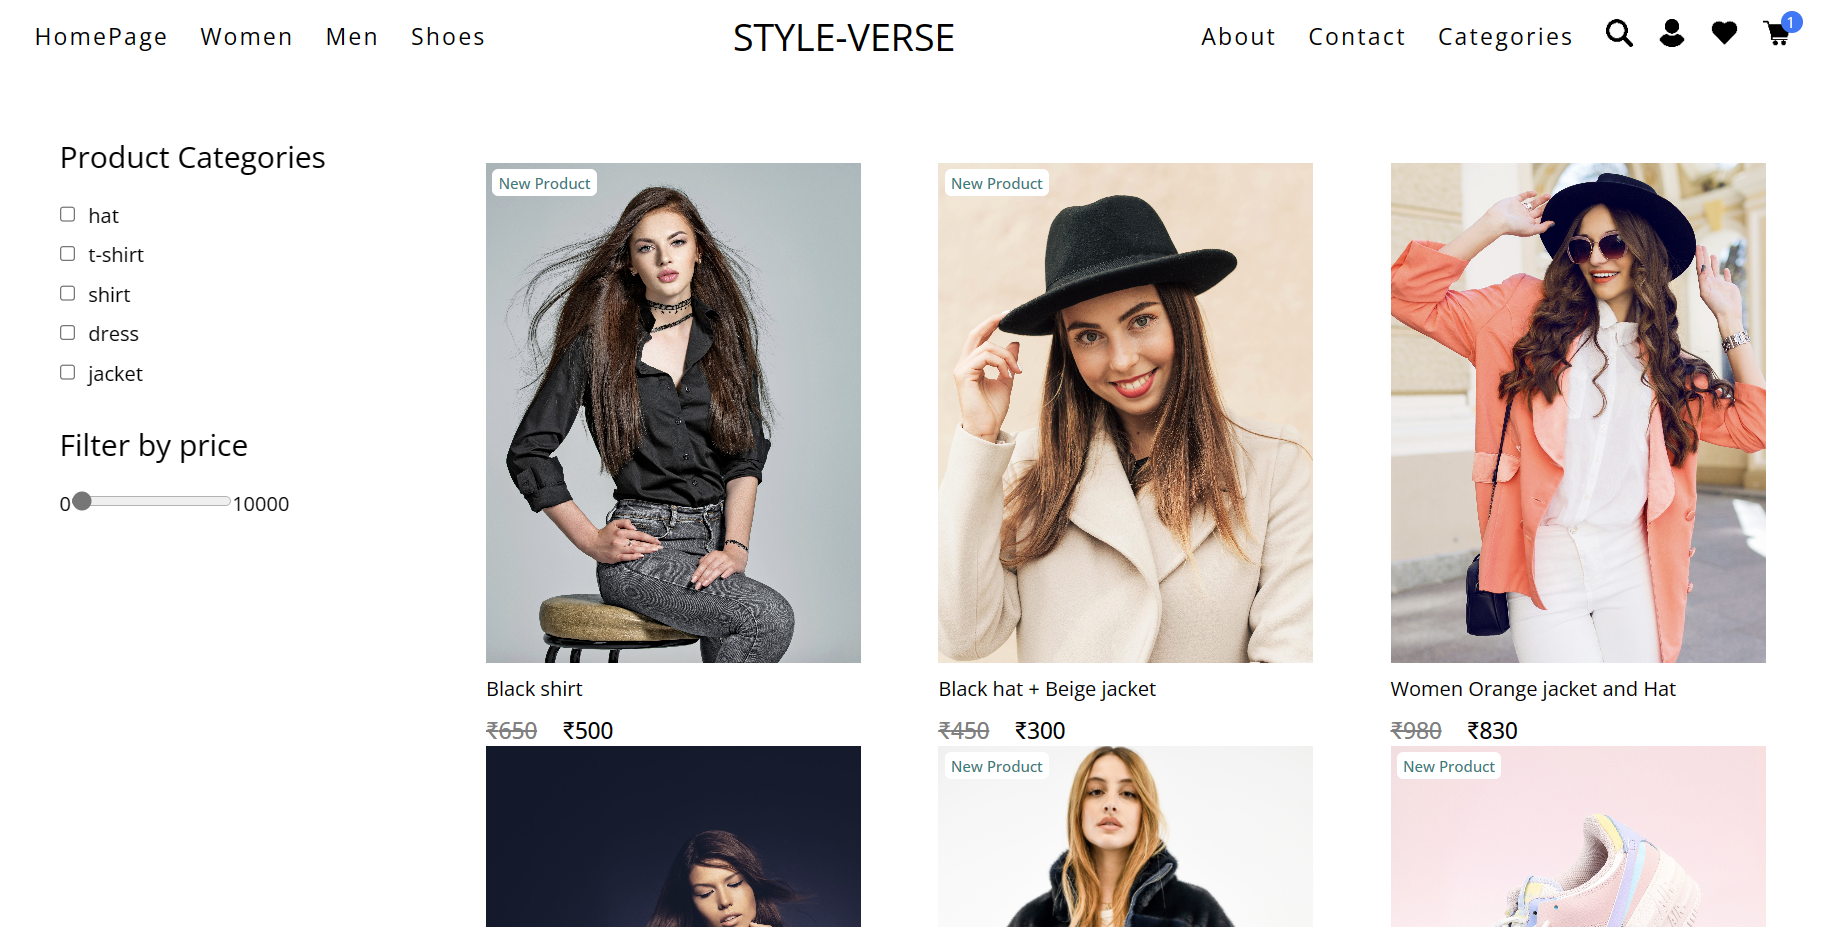 HomePage Women Men Shoes STYLE-VERSE About Contact Categories 1
Product Categories
hat
t-shirt
shirt
dress
jacket
Filter by price
0 10000
New Product
Black shirt
₹650 ₹500
New Product
Black hat + Beige jacket
₹450 ₹300
Women Orange jacket and Hat
₹980 ₹830
New Product
New Product